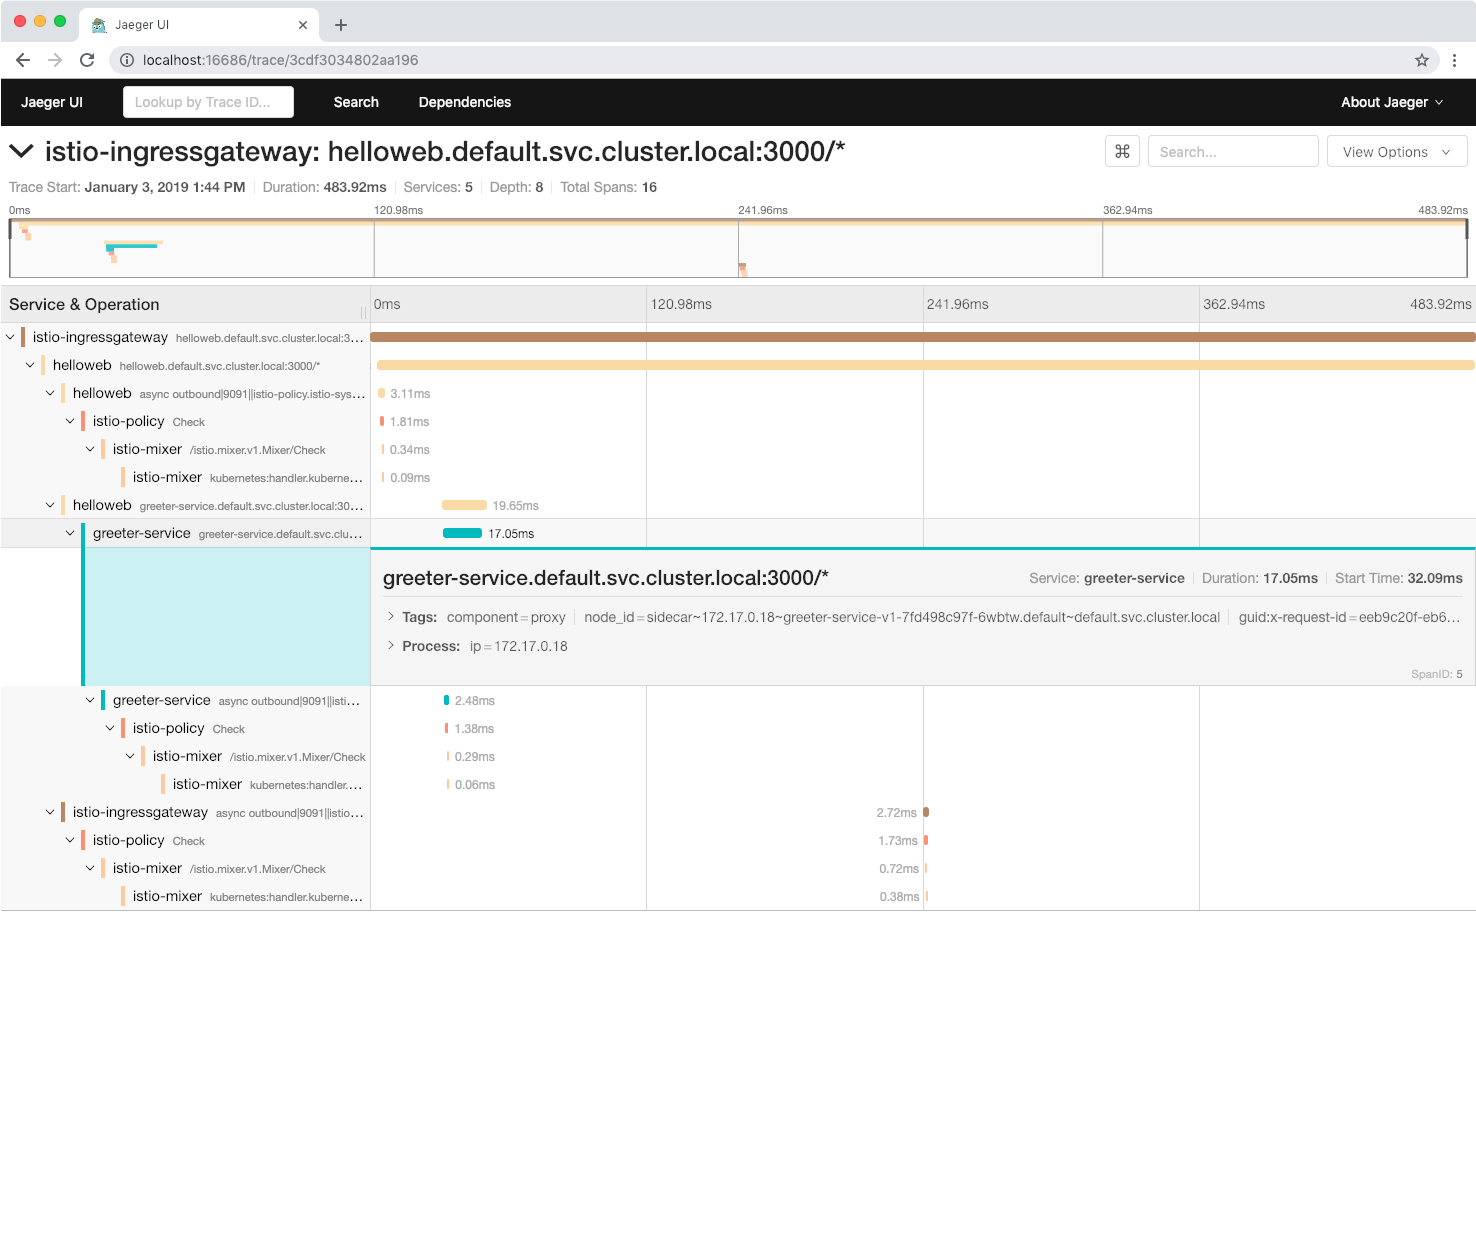 Jaeger UI
localhost:16686/trace/3cdf3034802aa196
Jaeger UI Lookup by Trace ID... Search Dependencies About Jaeger
istio-ingressgateway: helloweb.default.svc.cluster.local:3000/* ⌘ Search... View Options
Trace Start: January 3, 2019 1:44 PM Duration: 483.92ms Services: 5 Depth: 8 Total Spans: 16
0ms 120.98ms 241.96ms 362.94ms 483.92ms
Service & Operation 0ms 120.98ms 241.96ms 362.94ms 483.92ms
istio-ingressgateway helloweb.default.svc.cluster.local:3...
helloweb helloweb.default.svc.cluster.local:3000/*
helloweb async outbound|9091||istio-policy.istio-sys... 3.11ms
istio-policy Check 1.81ms
istio-mixer /istio.mixer.v1.Mixer/Check 0.34ms
istio-mixer kubernetes:handler.kuberne... 0.09ms
helloweb greeter-service.default.svc.cluster.local:30... 19.65ms
greeter-service greeter-service.default.svc.clu... 17.05ms
greeter-service.default.svc.cluster.local:3000/* Service: greeter-service Duration: 17.05ms Start Time: 32.09ms
Tags: component=proxy node_id=sidecar~172.17.0.18~greeter-service-v1-7fd498c97f-6wbtw.default~default.svc.cluster.local guid:x-request-id=eeb9c20f-eb6...
Process: ip=172.17.0.18
SpanID: 5
greeter-service async outbound|9091||isti... 2.48ms
istio-policy Check 1.38ms
istio-mixer /istio.mixer.v1.Mixer/Check 0.29ms
istio-mixer kubernetes:handler.... 0.06ms
istio-ingressgateway async outbound|9091||istio... 2.72ms
istio-policy Check 1.73ms
istio-mixer /istio.mixer.v1.Mixer/Check 0.72ms
istio-mixer kubernetes:handler.kuberne... 0.38ms